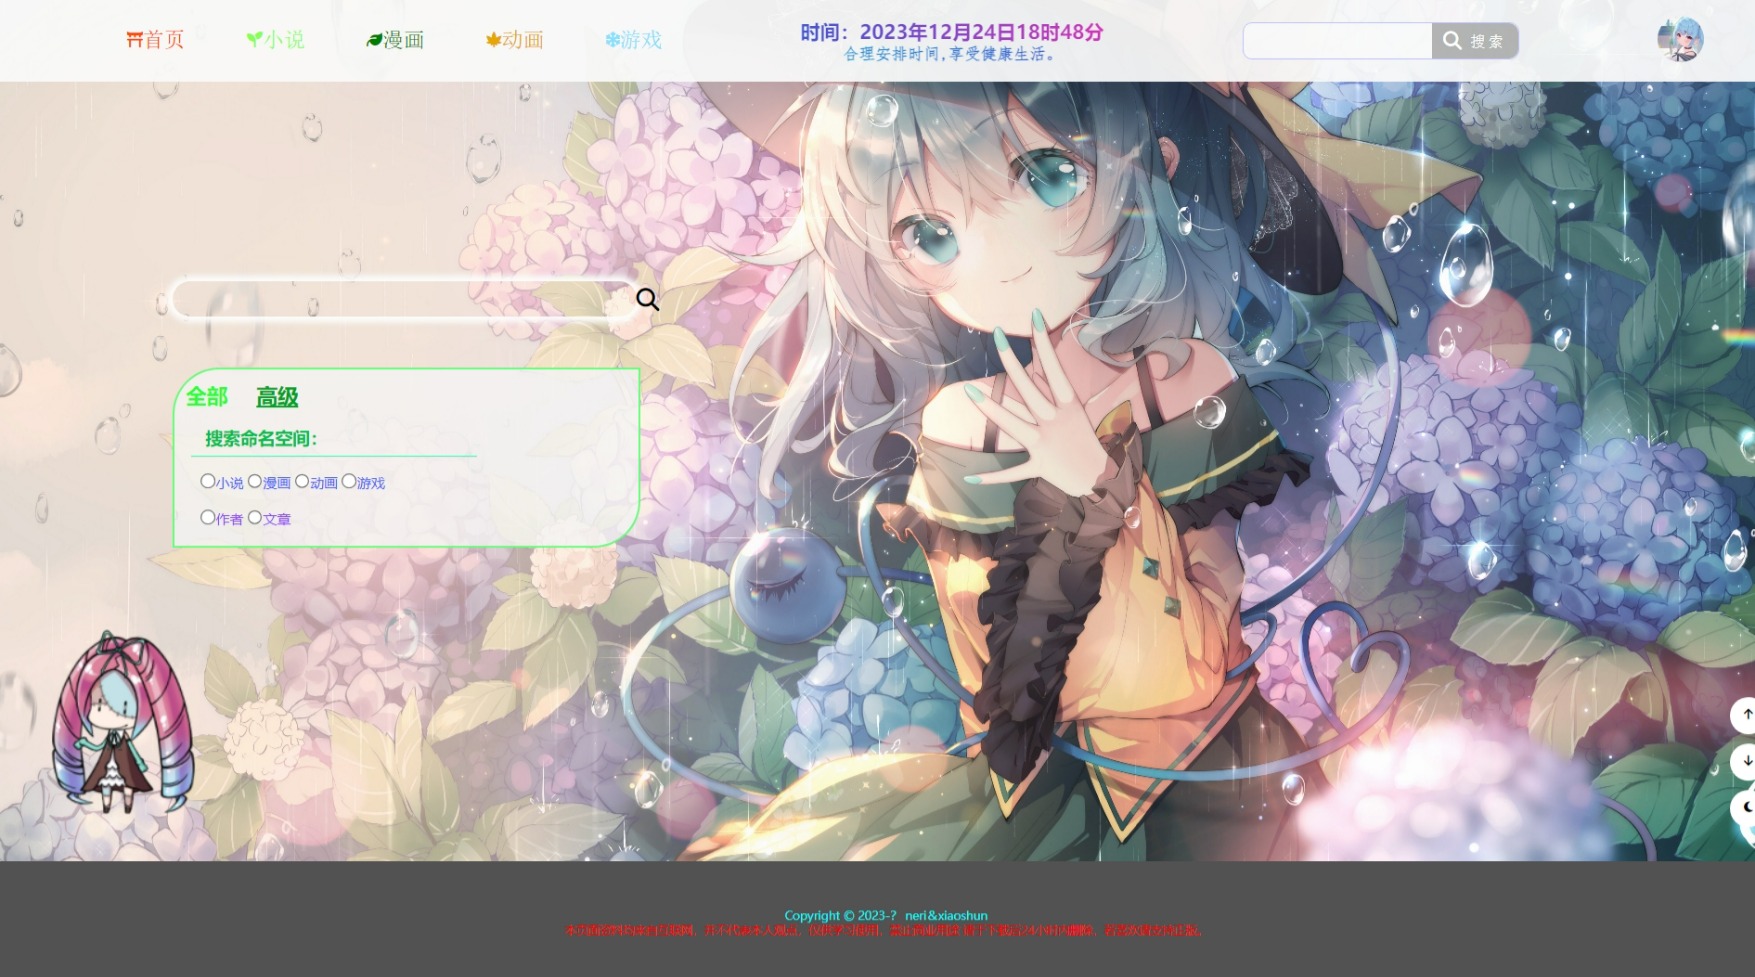 首页 小说 漫画 动画 游戏
时间：2023年12月24日18时48分
合理安排时间,享受健康生活。
搜索
全部 高级
搜索命名空间：
小说 漫画 动画 游戏
作者 文章
Copyright © 2023-? neri&xiaoshun